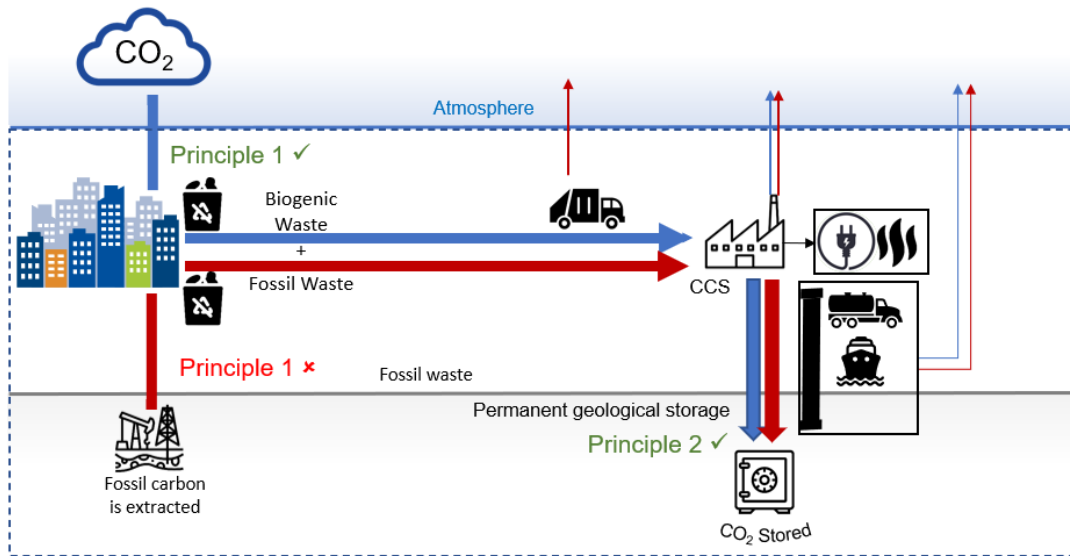 CO₂
Atmosphere
Principle 1 ✓
Biogenic
Waste
+
Fossil Waste
CCS
Principle 1 ✘
Fossil waste
Permanent geological storage
Principle 2 ✓
Fossil carbon
is extracted
CO₂ Stored